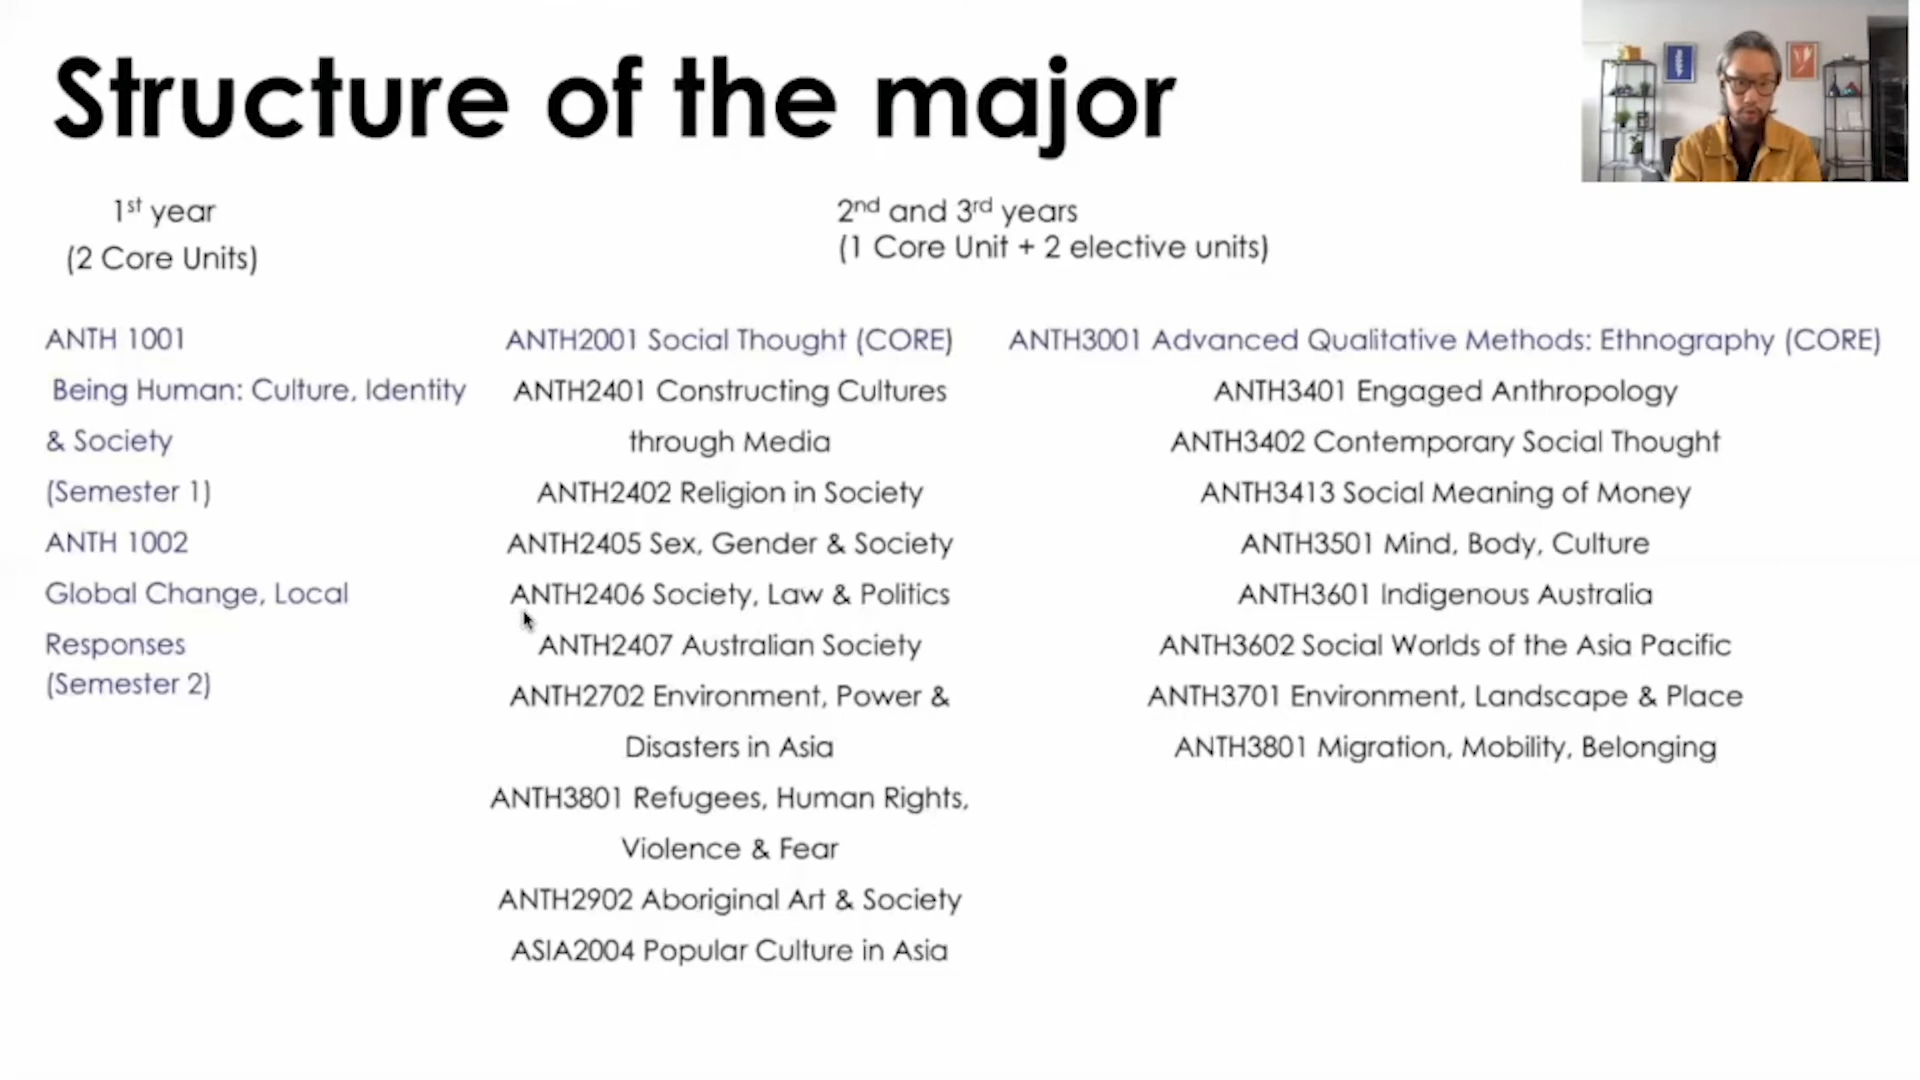 Structure of the major
1st year
(2 Core Units)
2nd and 3rd years
(1 Core Unit + 2 elective units)
ANTH 1001
Being Human: Culture, Identity
& Society
(Semester 1)
ANTH 1002
Global Change, Local
Responses
(Semester 2)
ANTH2001 Social Thought (CORE)
ANTH2401 Constructing Cultures
through Media
ANTH2402 Religion in Society
ANTH2405 Sex, Gender & Society
ANTH2406 Society, Law & Politics
ANTH2407 Australian Society
ANTH2702 Environment, Power &
Disasters in Asia
ANTH3801 Refugees, Human Rights,
Violence & Fear
ANTH2902 Aboriginal Art & Society
ASIA2004 Popular Culture in Asia
ANTH3001 Advanced Qualitative Methods: Ethnography (CORE)
ANTH3401 Engaged Anthropology
ANTH3402 Contemporary Social Thought
ANTH3413 Social Meaning of Money
ANTH3501 Mind, Body, Culture
ANTH3601 Indigenous Australia
ANTH3602 Social Worlds of the Asia Pacific
ANTH3701 Environment, Landscape & Place
ANTH3801 Migration, Mobility, Belonging